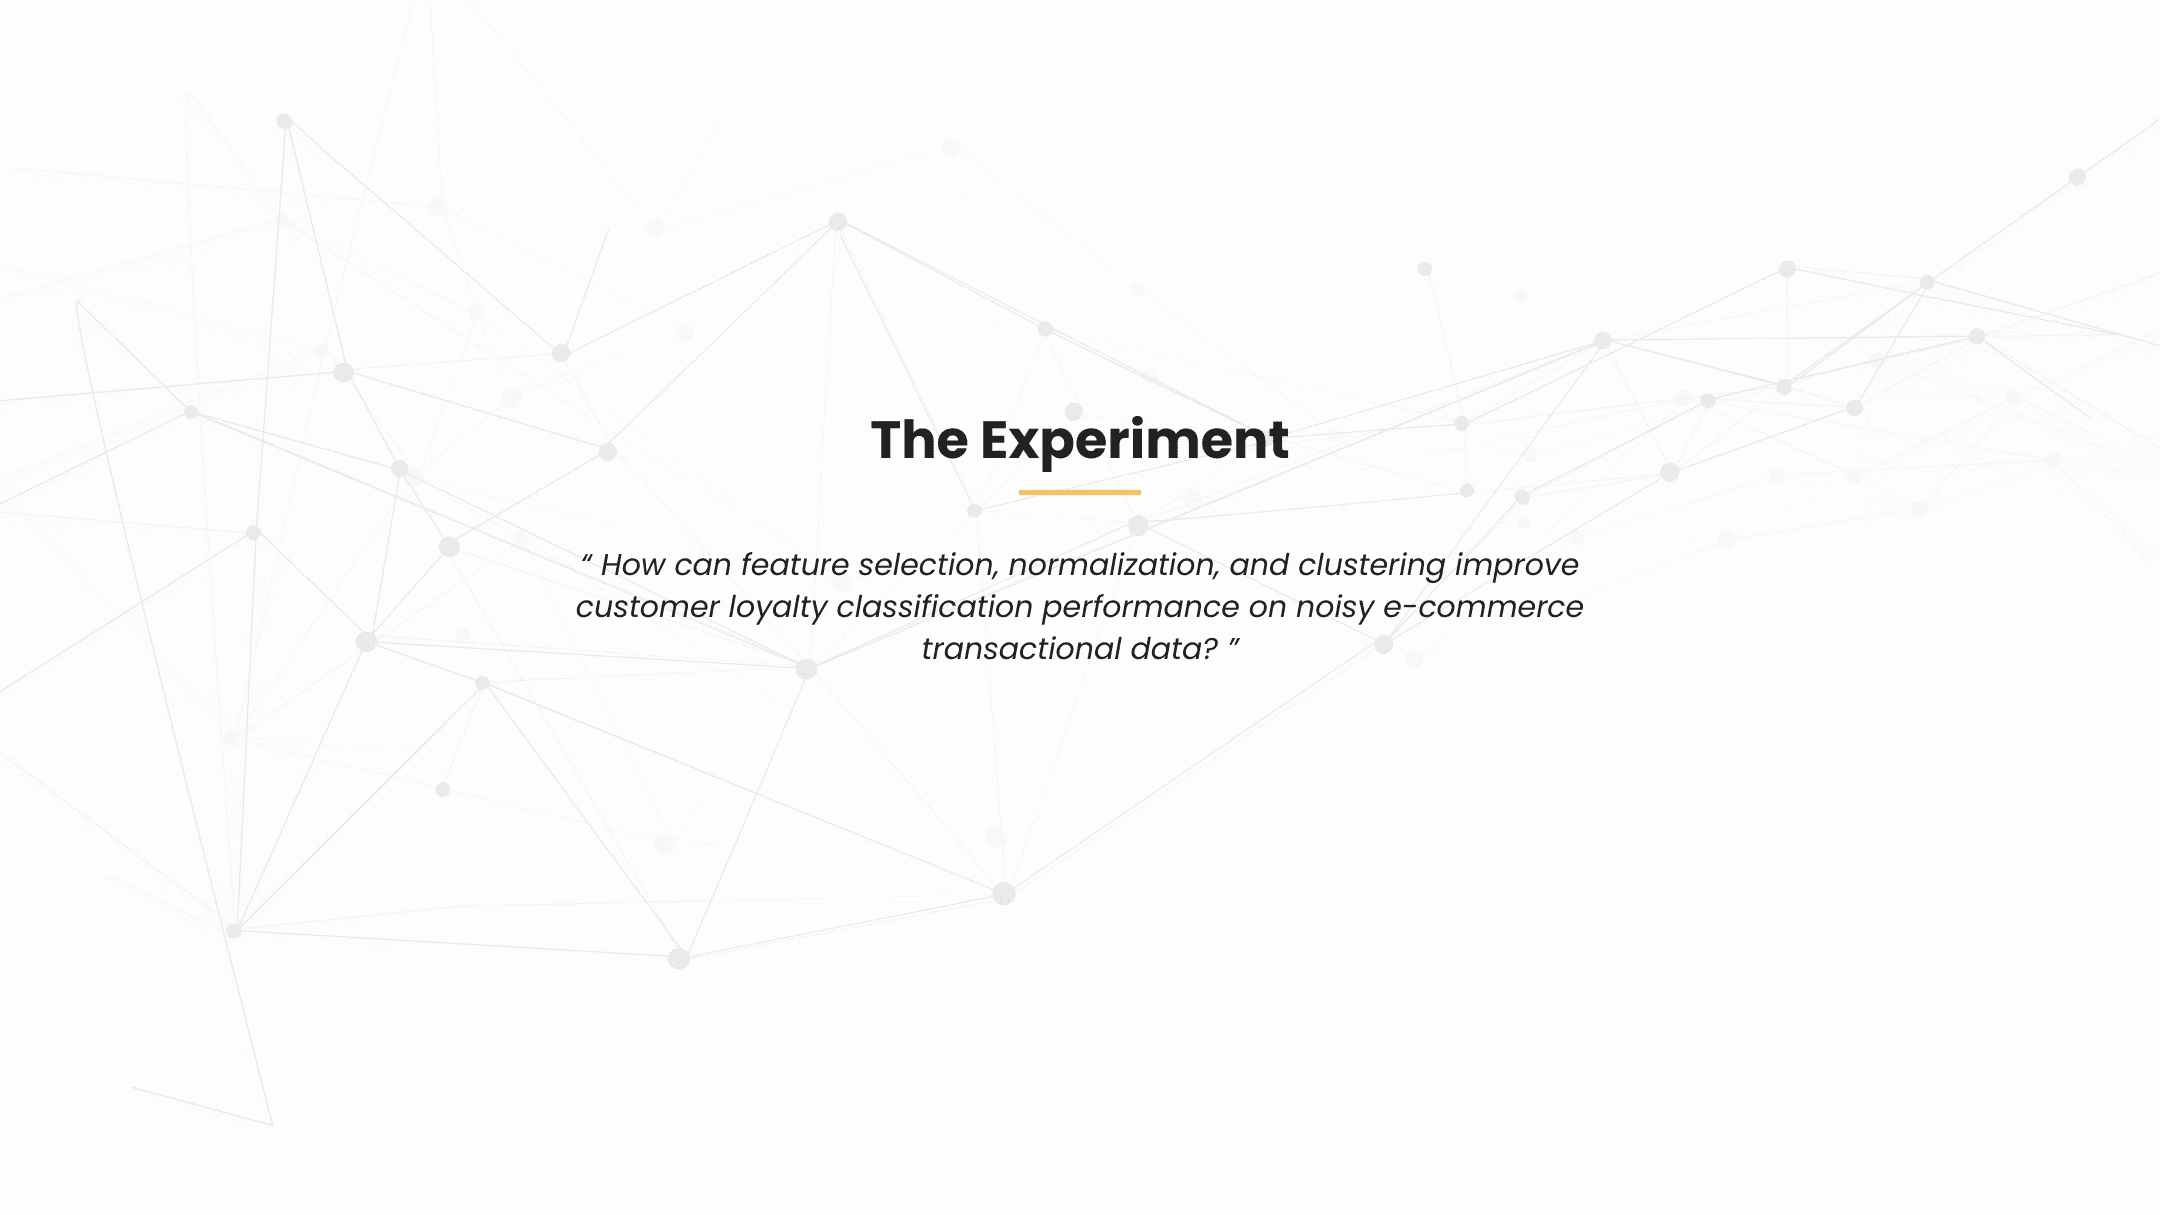 The Experiment
“ How can feature selection, normalization, and clustering improve
customer loyalty classification performance on noisy e-commerce
transactional data? ”